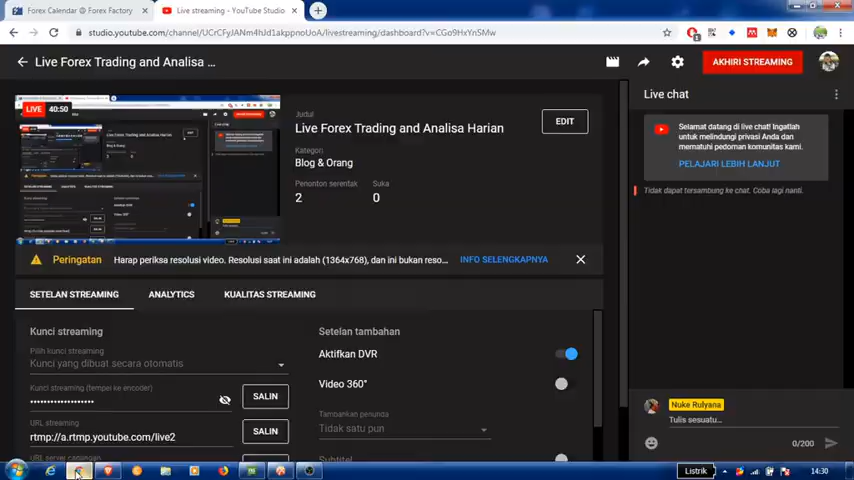 Forex Calendar @ Forex Factory
Live streaming - YouTube Studio
studio.youtube.com/channel/UCrCfyJANm4hJd1akppnoUoA/livestreaming/dashboard?v=CGo9HxYriSMw
Live Forex Trading and Analisa ...
AKHIRI STREAMING
LIVE 40:50
Judul
Live Forex Trading and Analisa Harian
EDIT
Kategori
Blog & Orang
Penonton serentak
Suka
2
0
Peringatan
Harap periksa resolusi video. Resolusi saat ini adalah (1364x768), dan ini bukan reso...
INFO SELENGKAPNYA
SETELAN STREAMING
ANALYTICS
KUALITAS STREAMING
Kunci streaming
Pilih kunci streaming
Kunci yang dibuat secara otomatis
Kunci streaming (tempel ke encoder)
••••••••••••••••••
SALIN
URL streaming
rtmp://a.rtmp.youtube.com/live2
SALIN
URL server cadangan
Setelan tambahan
Aktifkan DVR
Video 360°
Tambahkan penunda
Tidak satu pun
Subtitel
Live chat
Selamat datang di live chat! Ingatlah
untuk melindungi privasi Anda dan
mematuhi pedoman komunitas kami.
PELAJARI LEBIH LANJUT
Tidak dapat tersambung ke chat. Coba lagi nanti.
Nuke Rulyana
Tulis sesuatu...
0/200
Listrik
14:30